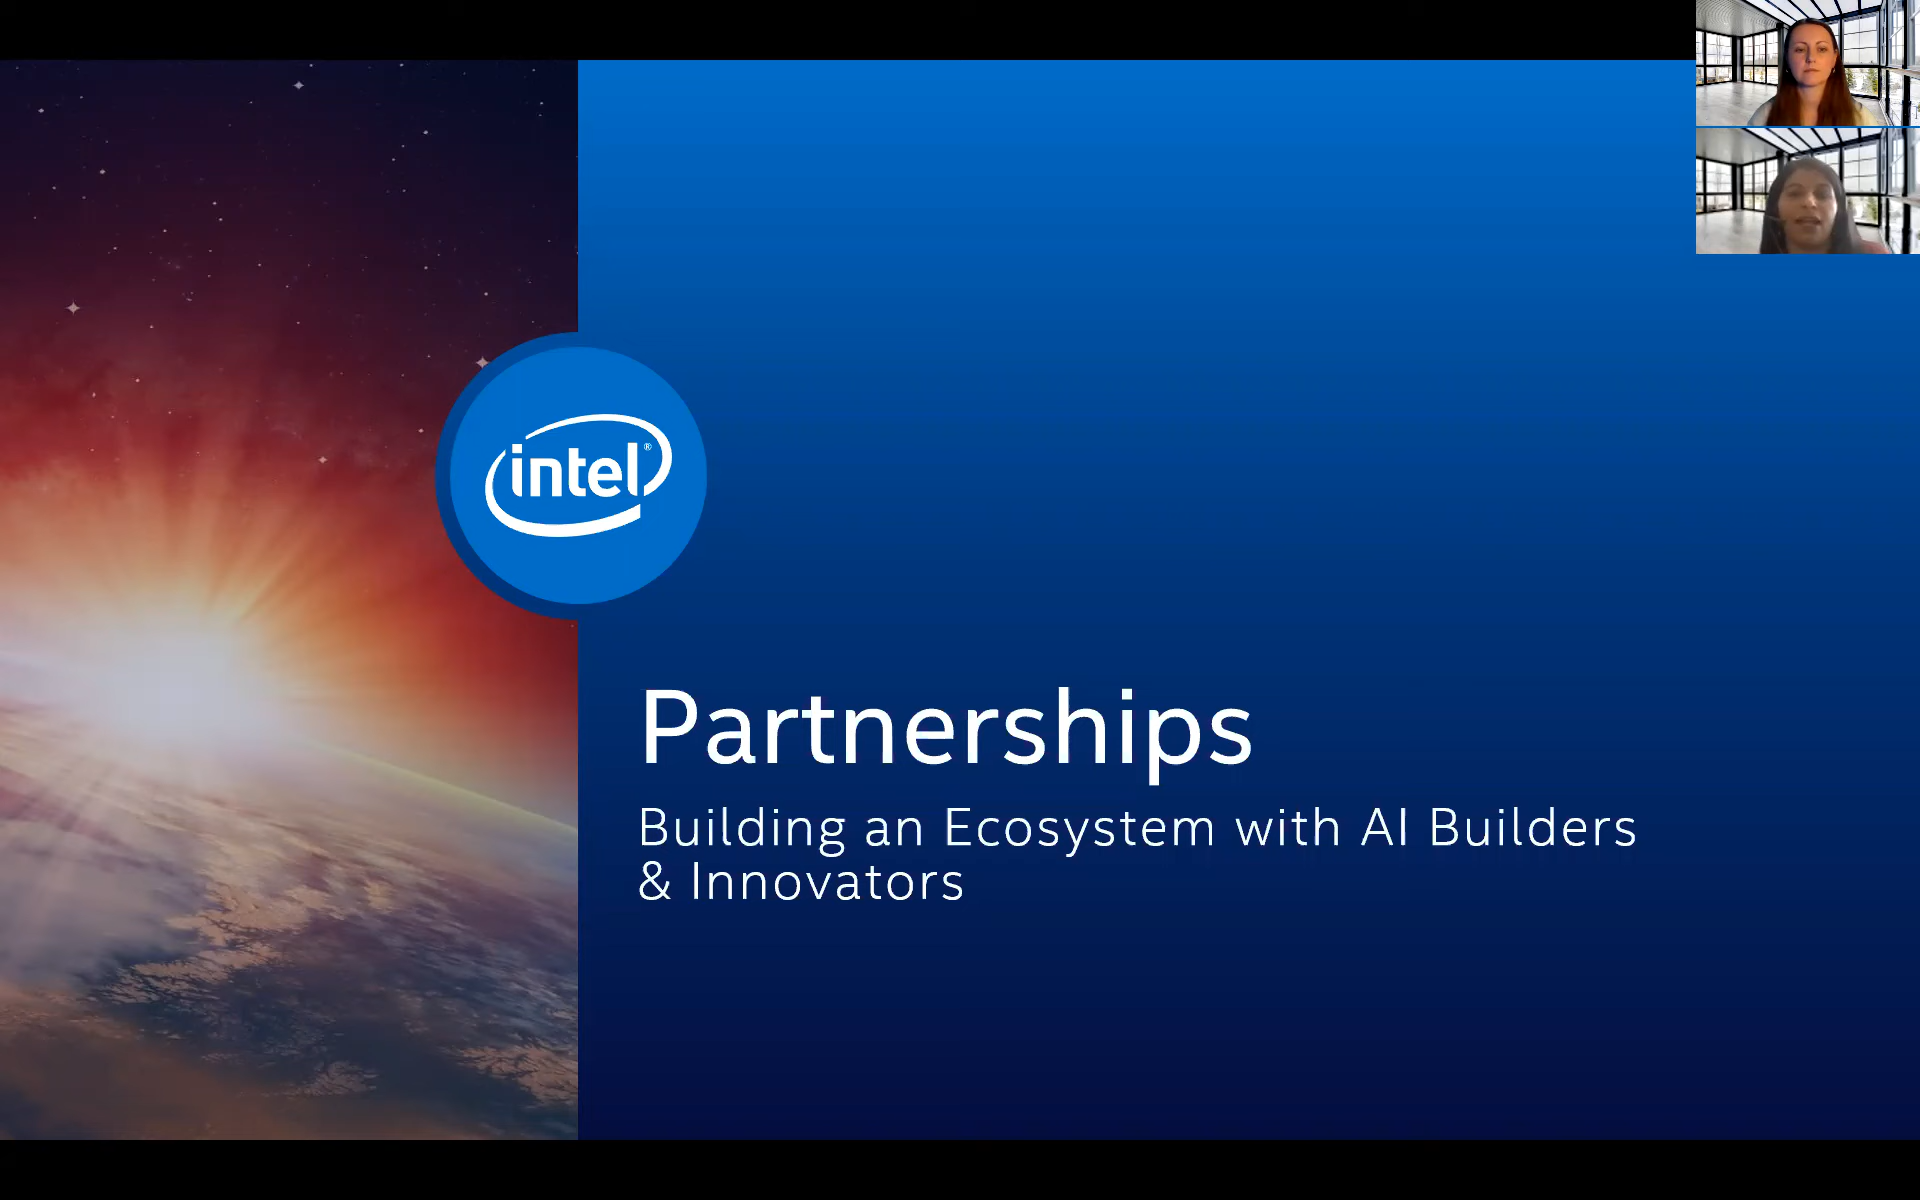 intel®
Partnerships
Building an Ecosystem with AI Builders
& Innovators